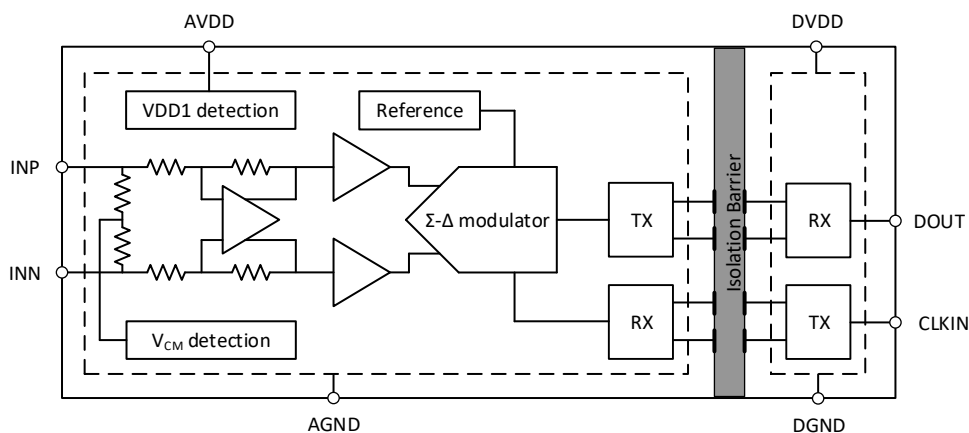 AVDD
DVDD
VDD1 detection
Reference
INP
INN
Σ-Δ modulator
TX
RX
Isolation Barrier
RX
TX
DOUT
CLKIN
VCM detection
AGND
DGND